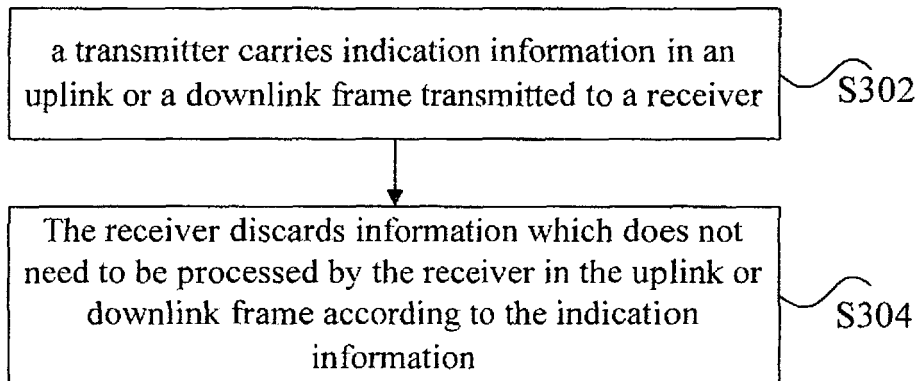 a transmitter carries indication information in an
uplink or a downlink frame transmitted to a receiver
S302
The receiver discards information which does not
need to be processed by the receiver in the uplink or
downlink frame according to the indication
information
S304